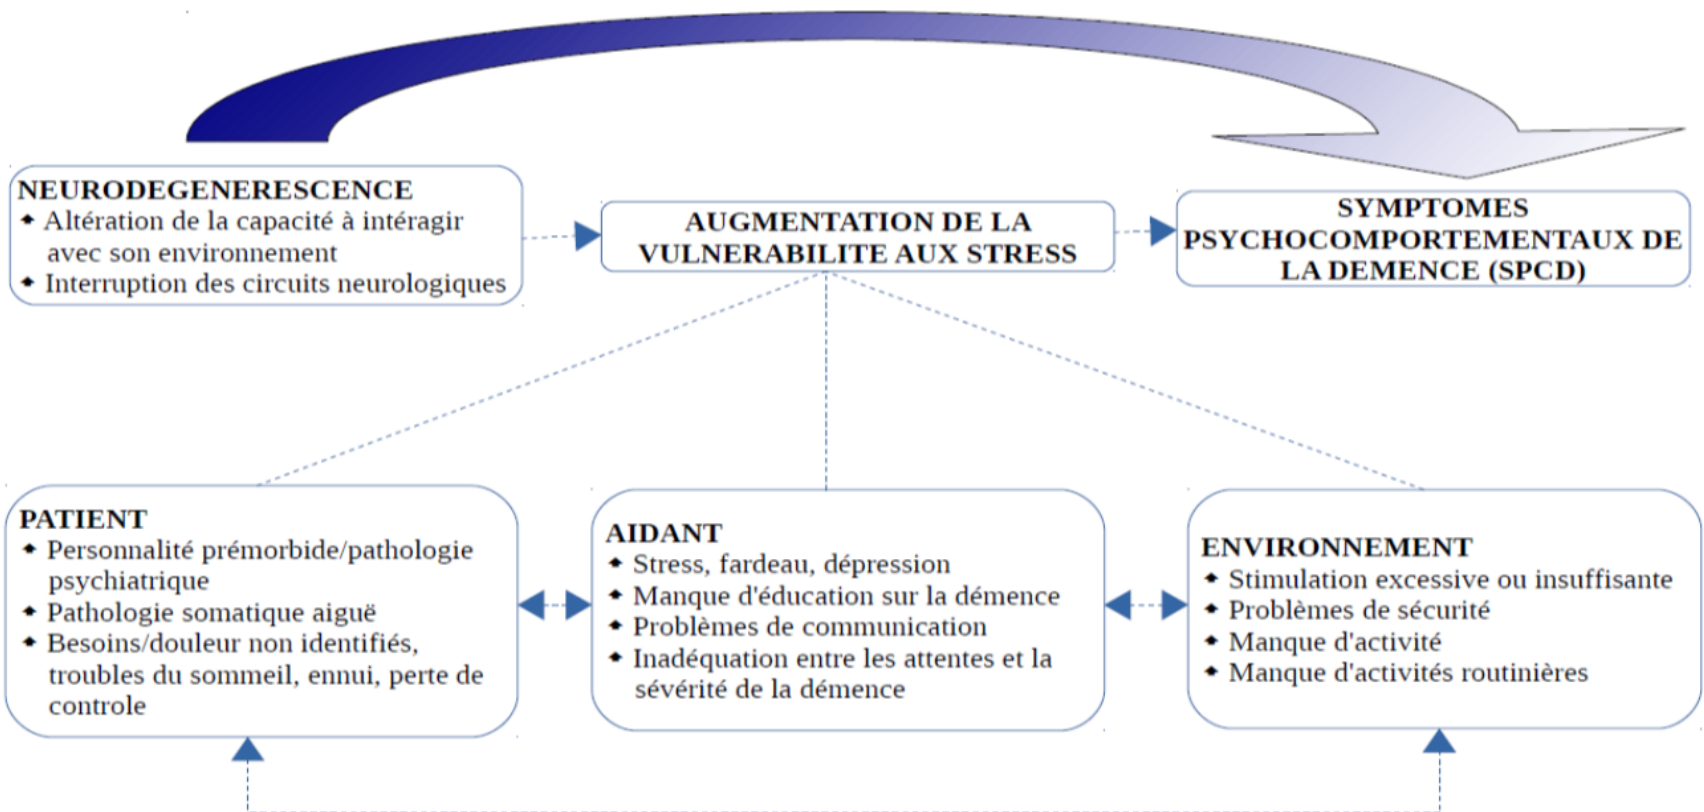 NEURODEGENERESCENCE
Altération de la capacité à intéragir
avec son environnement
Interruption des circuits neurologiques
AUGMENTATION DE LA
VULNERABILITE AUX STRESS
SYMPTOMES
PSYCHOCOMPORTEMENTAUX DE
LA DEMENCE (SPCD)
PATIENT
Personnalité prémorbide/pathologie
psychiatrique
Pathologie somatique aiguë
Besoins/douleur non identifiés,
troubles du sommeil, ennui, perte de
controle
AIDANT
Stress, fardeau, dépression
Manque d'éducation sur la démence
Problèmes de communication
Inadéquation entre les attentes et la
sévérité de la démence
ENVIRONNEMENT
Stimulation excessive ou insuffisante
Problèmes de sécurité
Manque d'activité
Manque d'activités routinières